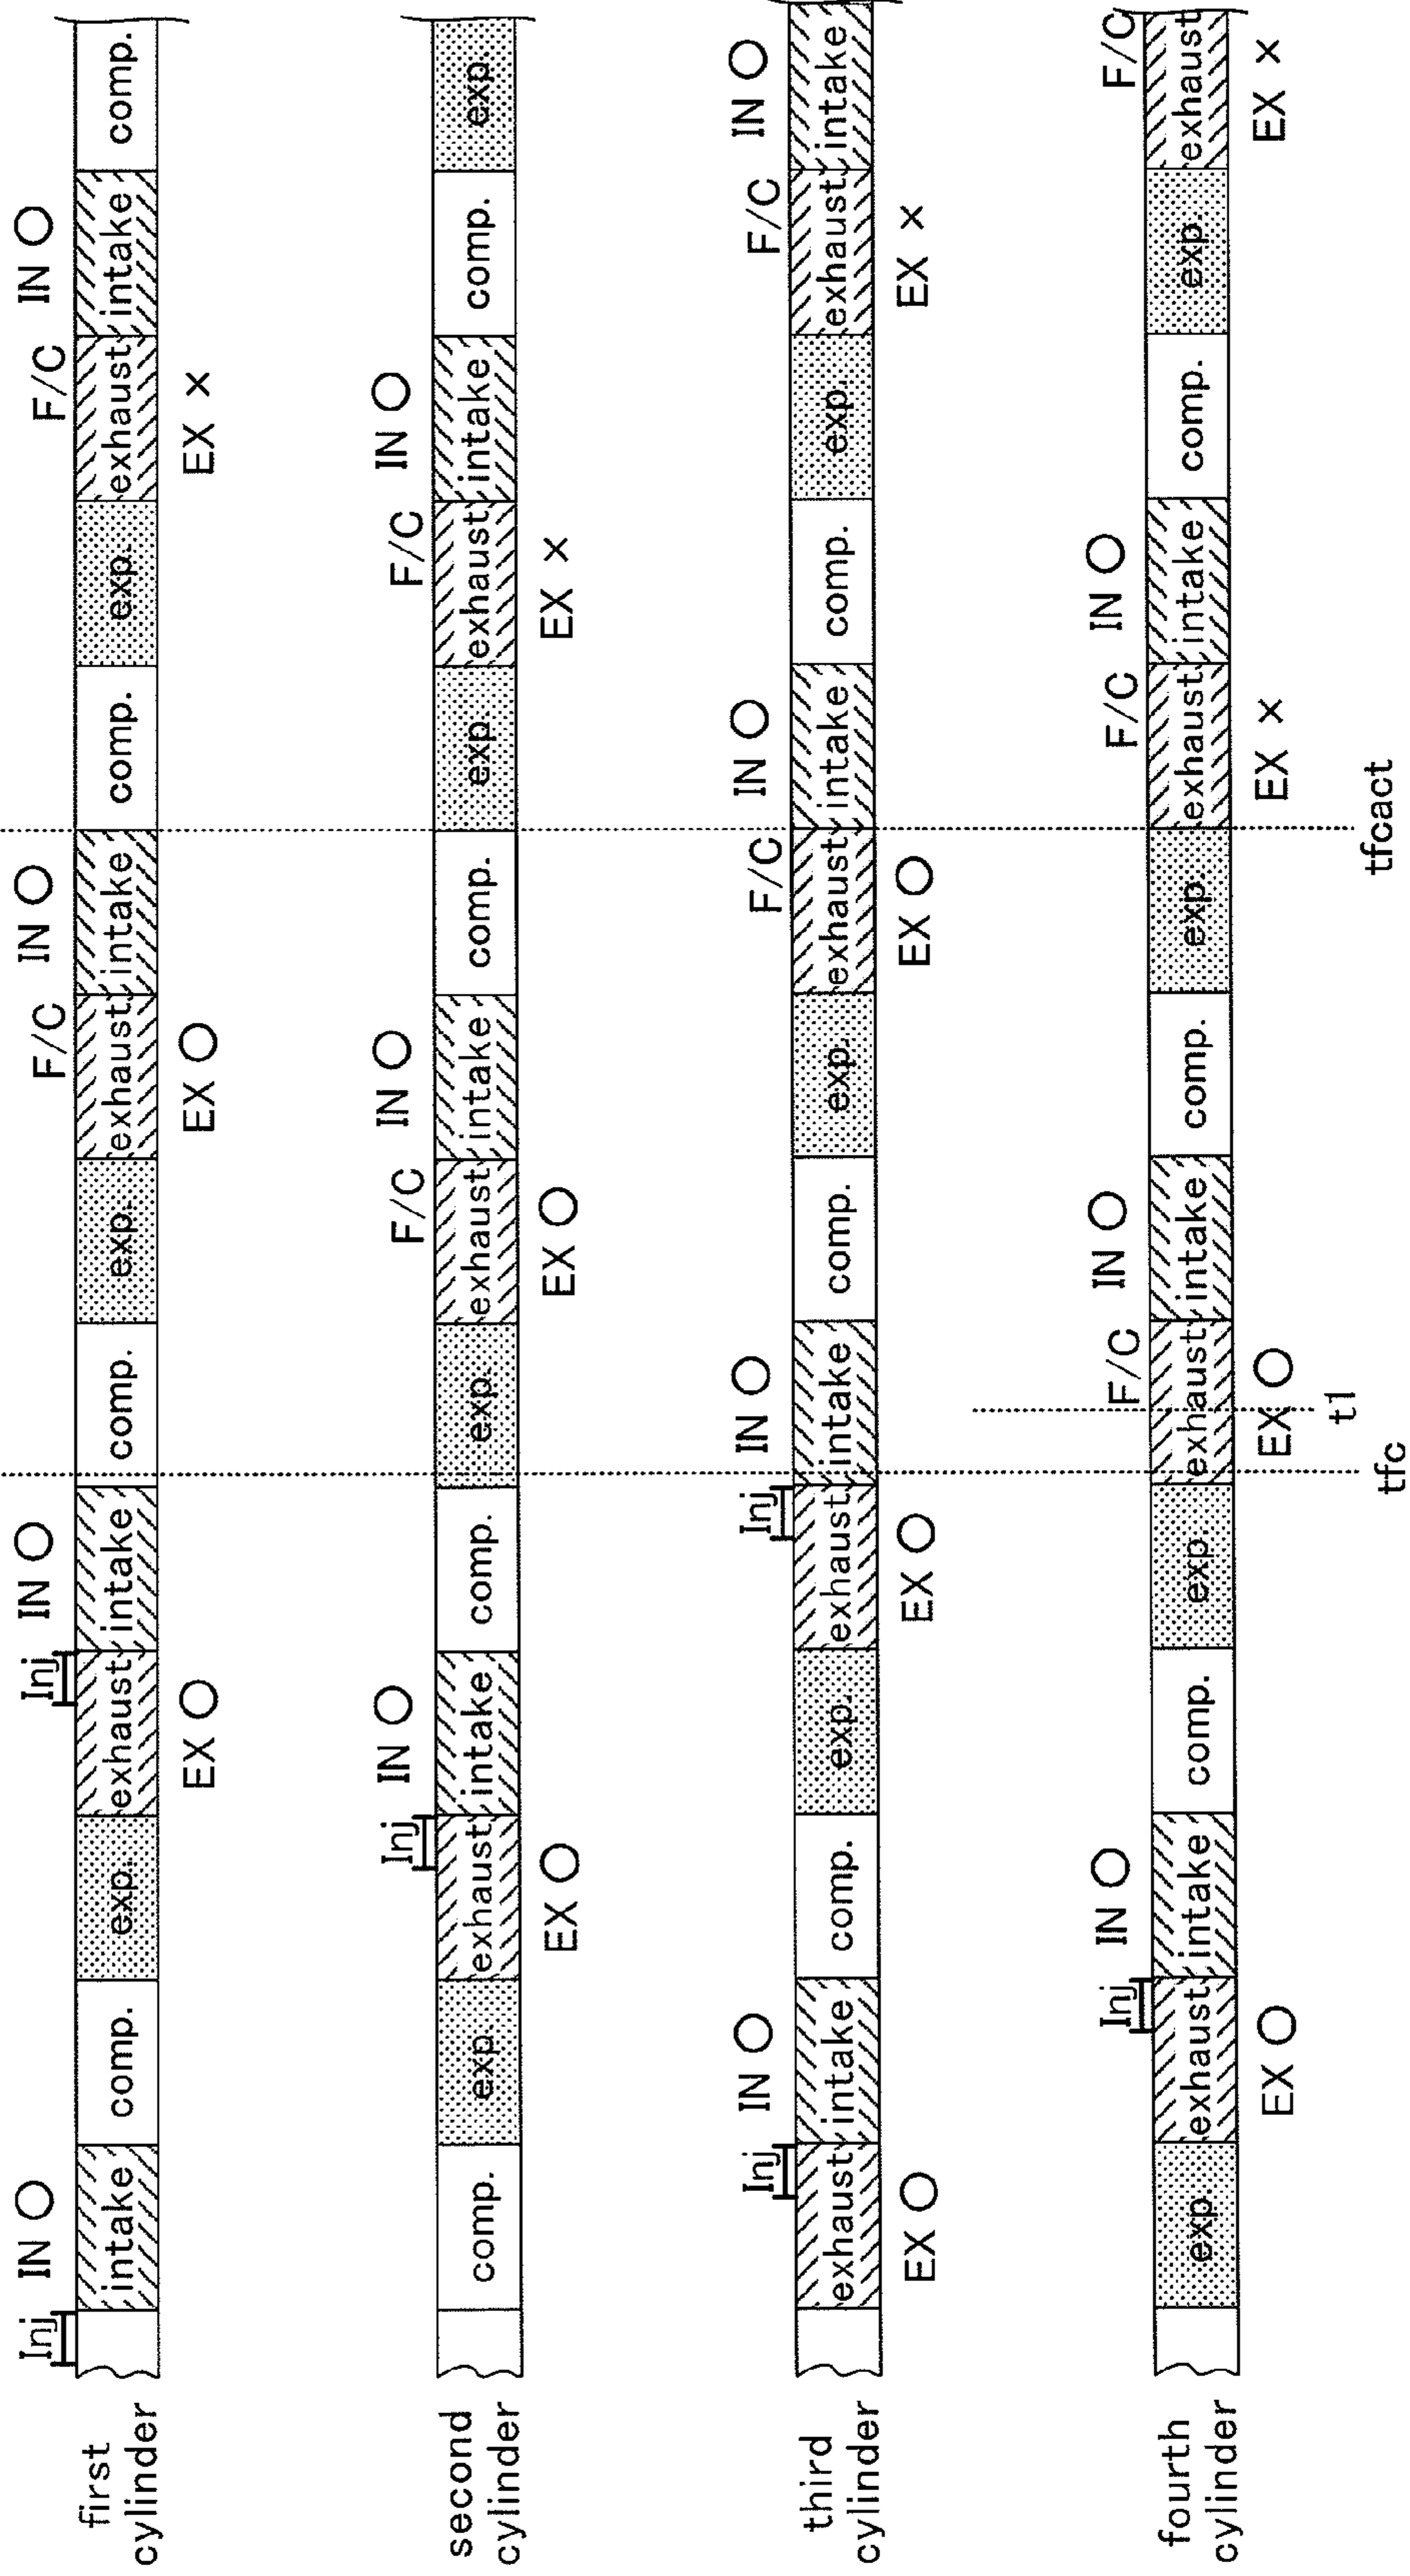 Inj IN ○ Inj IN ○ F/C IN ○ F/C IN ○
first
cylinder
intake comp. exp. exhaust intake comp. exp. exhaust intake comp. exp. exhaust intake comp.
EX ○ EX ○ EX ×
Inj IN ○ F/C IN ○ F/C IN ○
second
cylinder
comp. exp. exhaust intake comp. exp. exhaust intake comp. exp. exhaust intake comp. exp.
EX ○ EX ○ EX ×
Inj IN ○ Inj IN ○ F/C IN ○ F/C IN ○
third
cylinder
exhaust intake comp. exp. exhaust intake comp. exp. exhaust intake comp. exp. exhaust intake
EX ○ EX ○ EX ○ EX ×
Inj IN ○ F/C IN ○ F/C IN ○ F/C
fourth
cylinder
exp. exhaust intake comp. exp. exhaust intake comp. exp. exhaust intake comp. exp. exhaust
EX ○ EX ○ EX × EX ×
t1
tfc tfcact